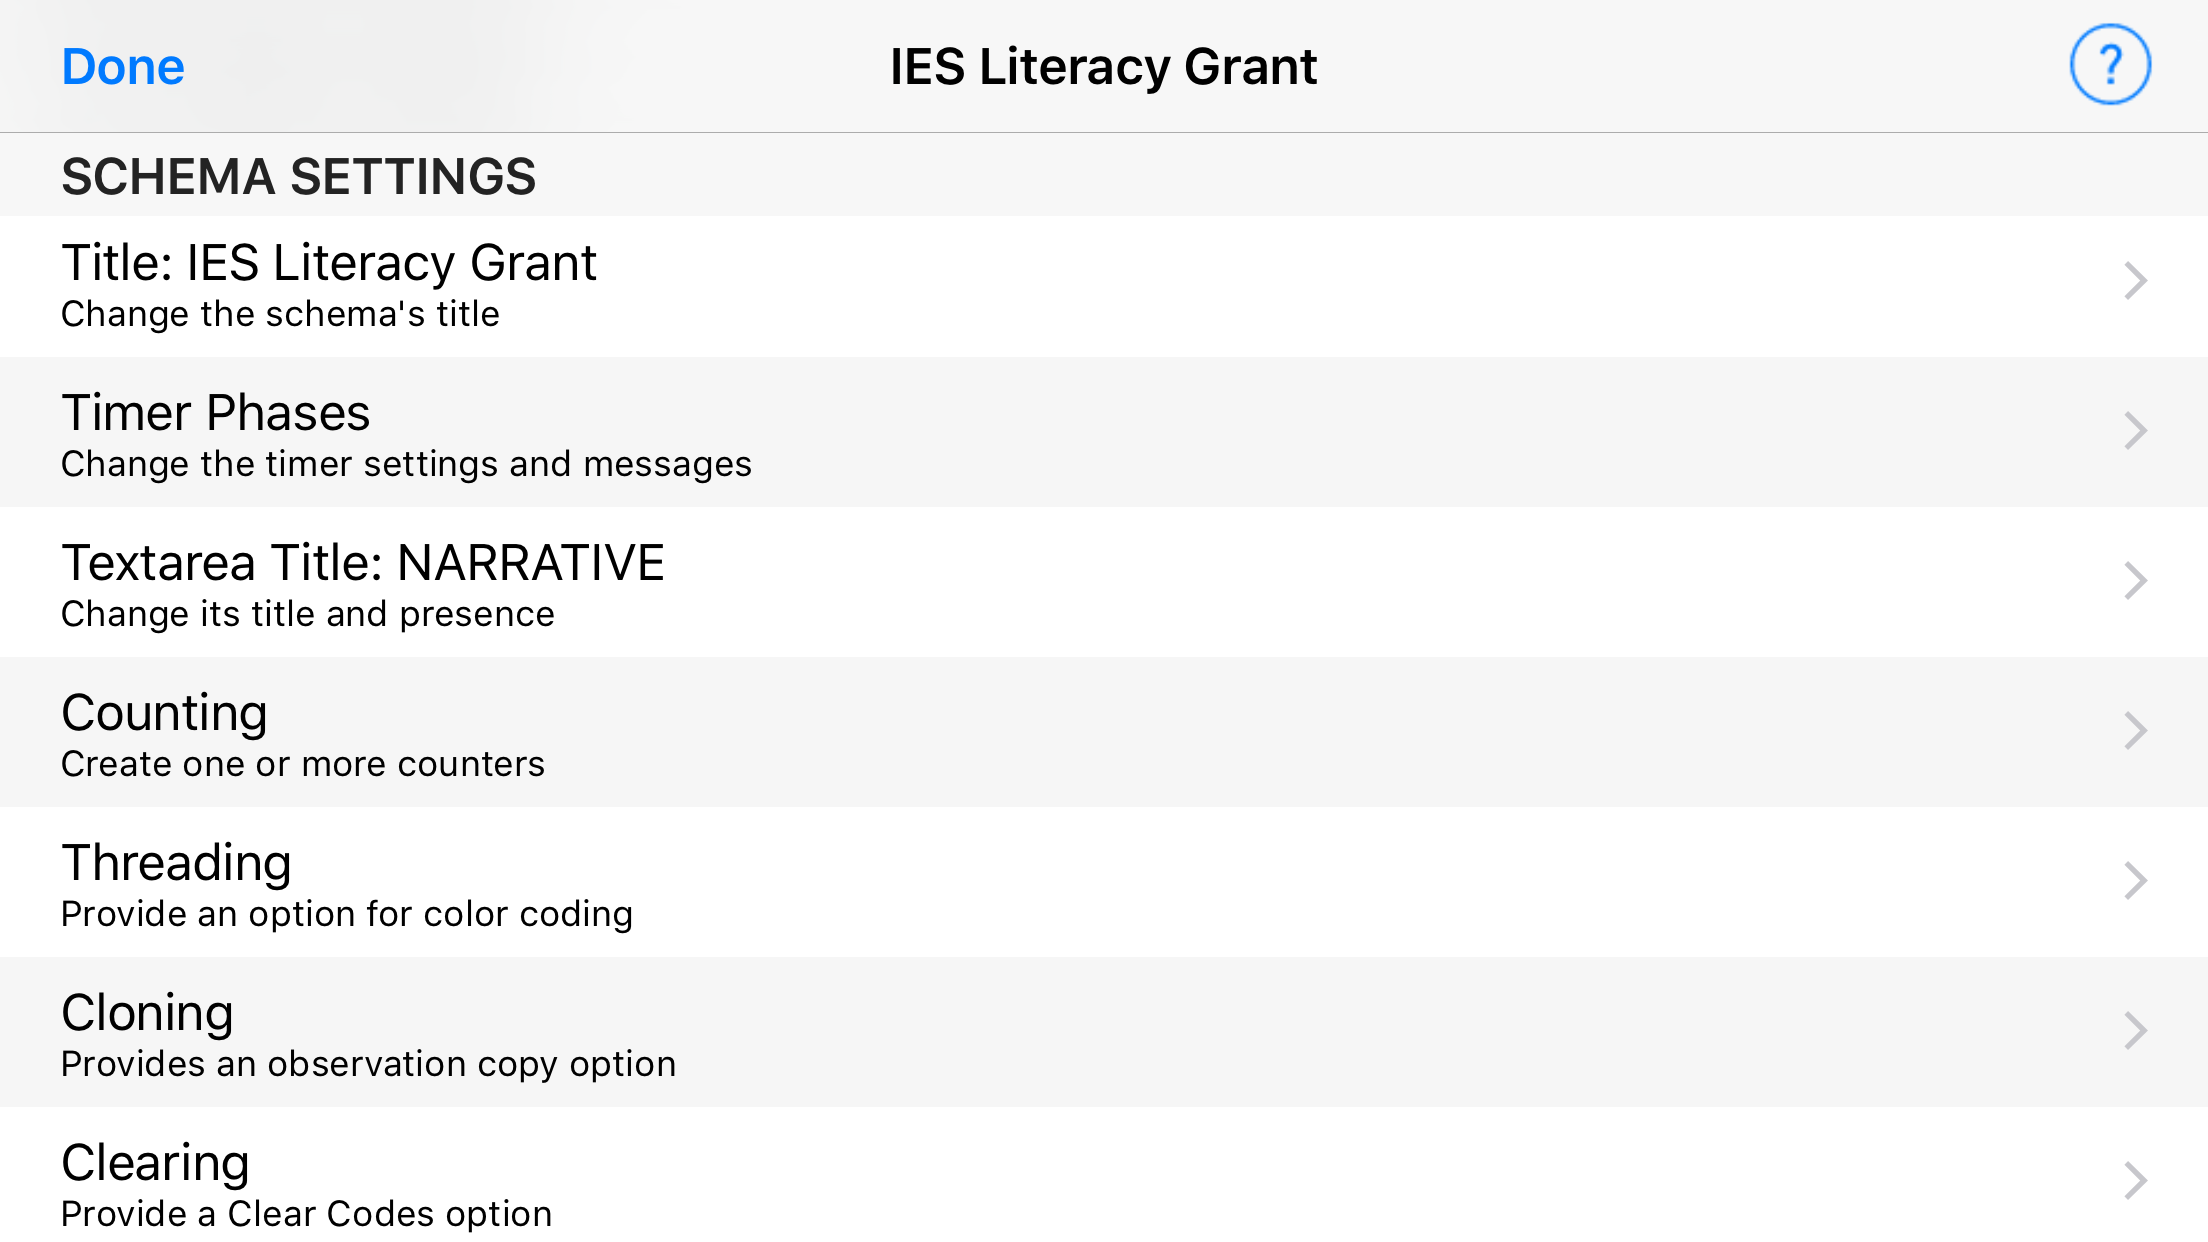 Done
IES Literacy Grant
?
SCHEMA SETTINGS
Title: IES Literacy Grant
Change the schema's title
Timer Phases
Change the timer settings and messages
Textarea Title: NARRATIVE
Change its title and presence
Counting
Create one or more counters
Threading
Provide an option for color coding
Cloning
Provides an observation copy option
Clearing
Provide a Clear Codes option